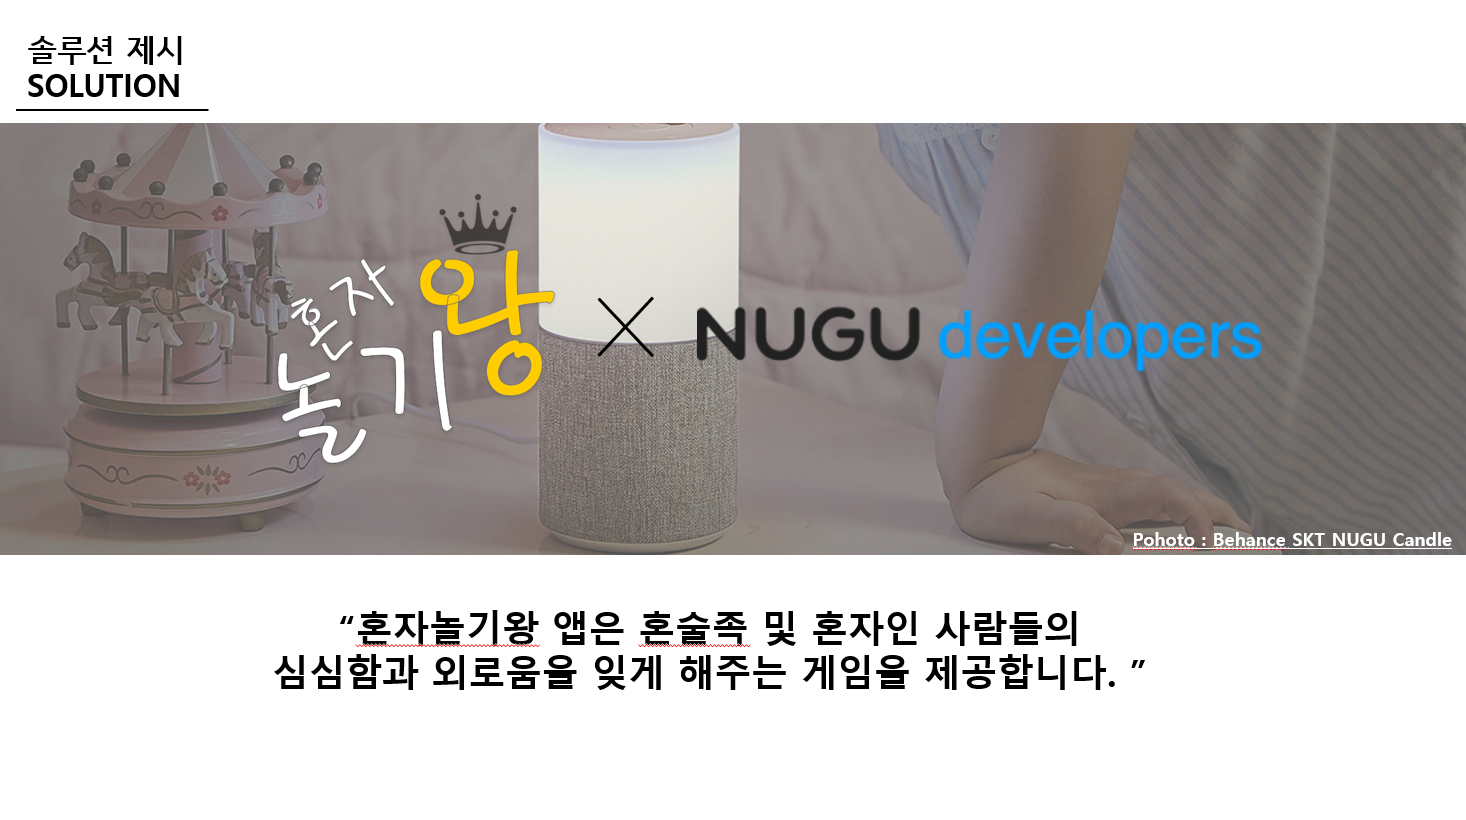 솔루션 제시
SOLUTION
혼자
놀기왕
NUGU developers
Pohoto : Behance SKT NUGU Candle
“혼자놀기왕 앱은 혼술족 및 혼자인 사람들의
심심함과 외로움을 잊게 해주는 게임을 제공합니다. ”